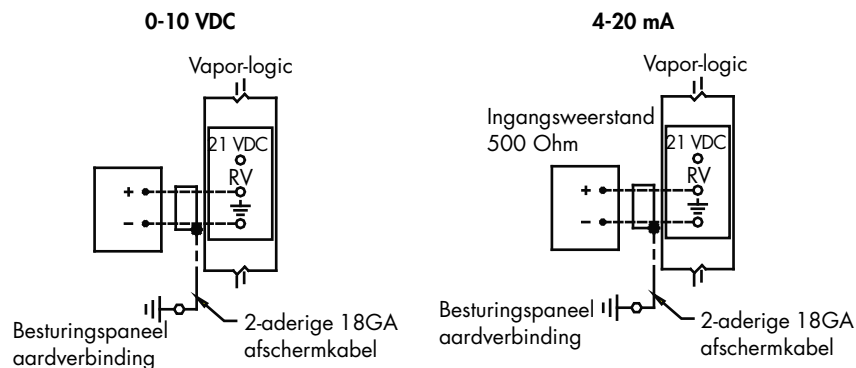 0-10 VDC
Vapor-logic
21 VDC
RV
+
–
Besturingspaneel
aardverbinding
2-aderige 18GA
afschermkabel
4-20 mA
Vapor-logic
Ingangsweerstand
500 Ohm
21 VDC
RV
+
–
Besturingspaneel
aardverbinding
2-aderige 18GA
afschermkabel